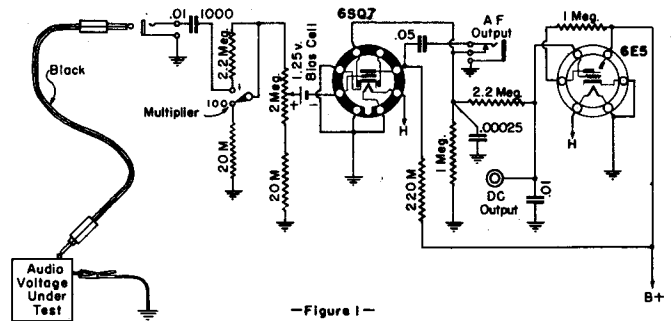 .01
1000
2.2 Meg.
1
100
Multiplier
20 M
2 Meg.
20 M
1.25 v.
Bias Cell
6SQ7
.05
A F
Output
H
220 M
1 Meg.
.00025
2.2 Meg.
DC
Output
.01
1 Meg.
6E5
H
B+
Black
Audio
Voltage
Under
Test
—Figure 1—